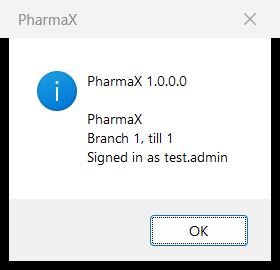 PharmaX
PharmaX 1.0.0.0
PharmaX
Branch 1, till 1
Signed in as test.admin
OK